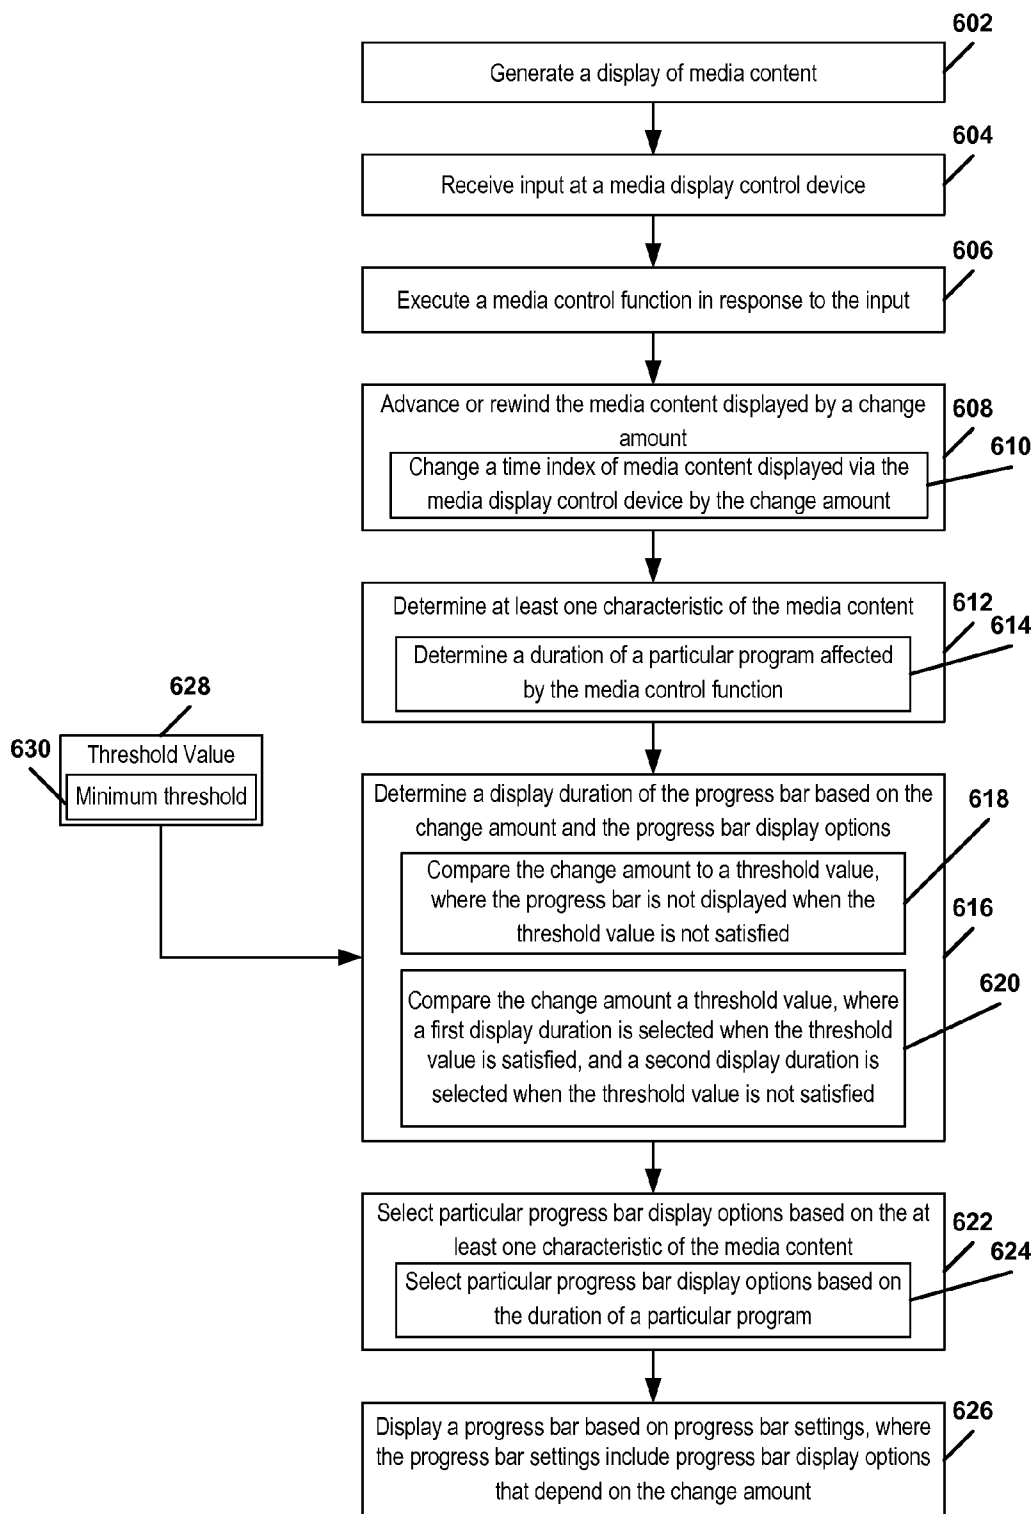 602
Generate a display of media content
604
Receive input at a media display control device
606
Execute a media control function in response to the input
Advance or rewind the media content displayed by a change
amount
608
610
Change a time index of media content displayed via the
media display control device by the change amount
Determine at least one characteristic of the media content
612
614
Determine a duration of a particular program affected
by the media control function
628
630
Threshold Value
Minimum threshold
Determine a display duration of the progress bar based on the
change amount and the progress bar display options
618
Compare the change amount to a threshold value,
where the progress bar is not displayed when the
threshold value is not satisfied
616
620
Compare the change amount a threshold value, where
a first display duration is selected when the threshold
value is satisfied, and a second display duration is
selected when the threshold value is not satisfied
Select particular progress bar display options based on the at
least one characteristic of the media content
622
624
Select particular progress bar display options based on
the duration of a particular program
626
Display a progress bar based on progress bar settings, where
the progress bar settings include progress bar display options
that depend on the change amount